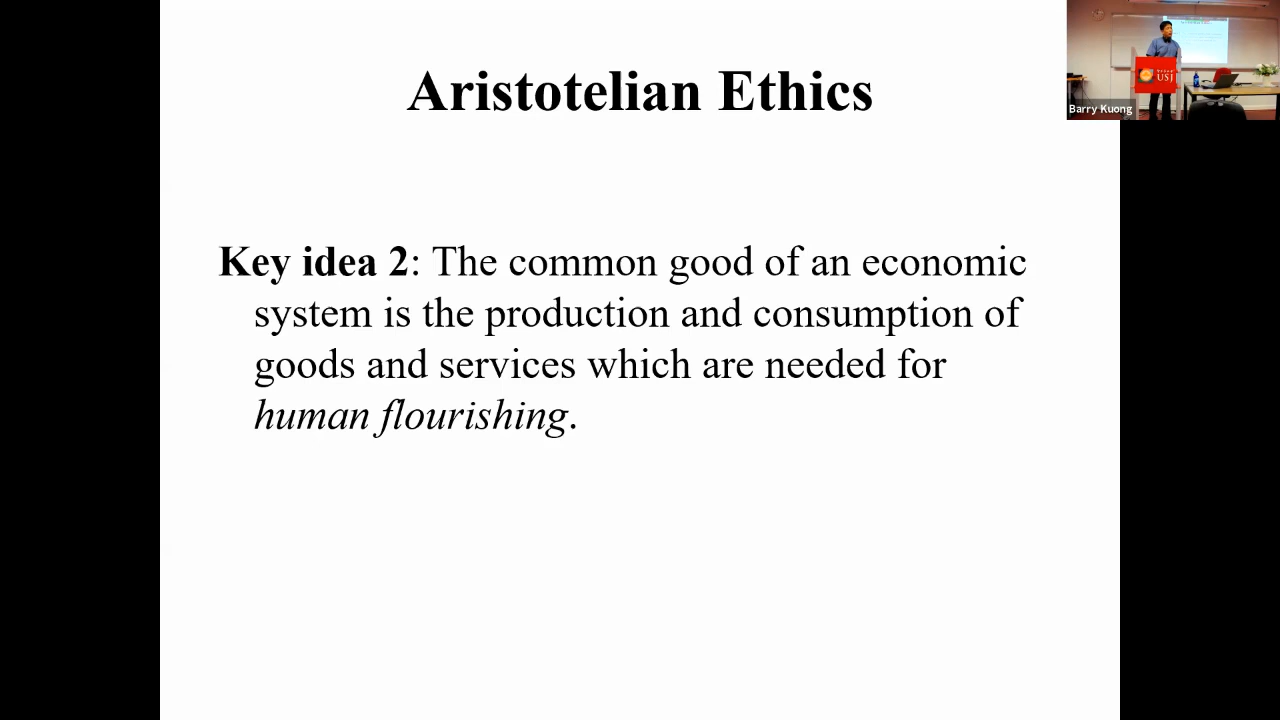 Aristotelian Ethics
Key idea 2: The common good of an economic
system is the production and consumption of
goods and services which are needed for
human flourishing.
Barry Kuong
USJ